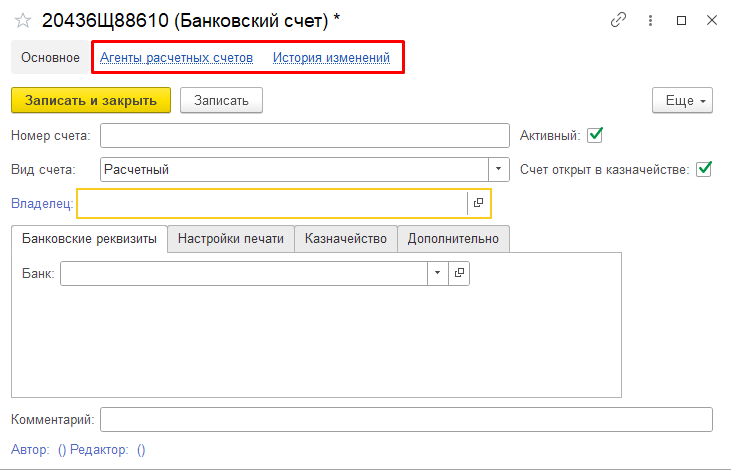 20436Щ88610 (Банковский счет) *
Основное Агенты расчетных счетов История изменений
Записать и закрыть Записать Еще
Номер счета: Активный:
Вид счета: Расчетный Счет открыт в казначействе:
Владелец:
Банковские реквизиты Настройки печати Казначейство Дополнительно
Банк:
Комментарий:
Автор: () Редактор: ()